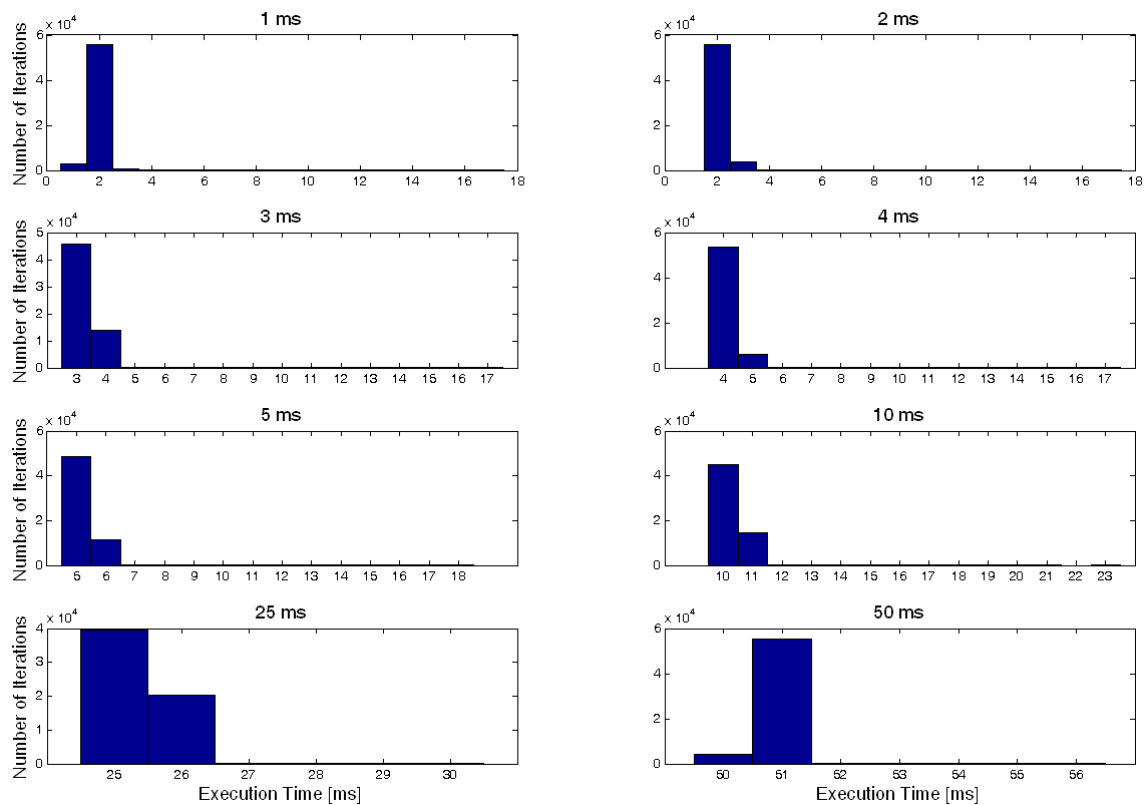 1 ms
x 10^4
Number of Iterations
6
4
2
0
0 2 4 6 8 10 12 14 16 18
2 ms
x 10^4
6
4
2
0
0 2 4 6 8 10 12 14 16 18
3 ms
x 10^4
Number of Iterations
5
4
3
2
1
0
3 4 5 6 7 8 9 10 11 12 13 14 15 16 17
4 ms
x 10^4
6
4
2
0
4 5 6 7 8 9 10 11 12 13 14 15 16 17
5 ms
x 10^4
Number of Iterations
6
4
2
0
5 6 7 8 9 10 11 12 13 14 15 16 17 18
10 ms
x 10^4
6
4
2
0
10 11 12 13 14 15 16 17 18 19 20 21 22 23
25 ms
x 10^4
Number of Iterations
4
3
2
1
0
25 26 27 28 29 30
Execution Time [ms]
50 ms
x 10^4
6
4
2
0
50 51 52 53 54 55 56
Execution Time [ms]